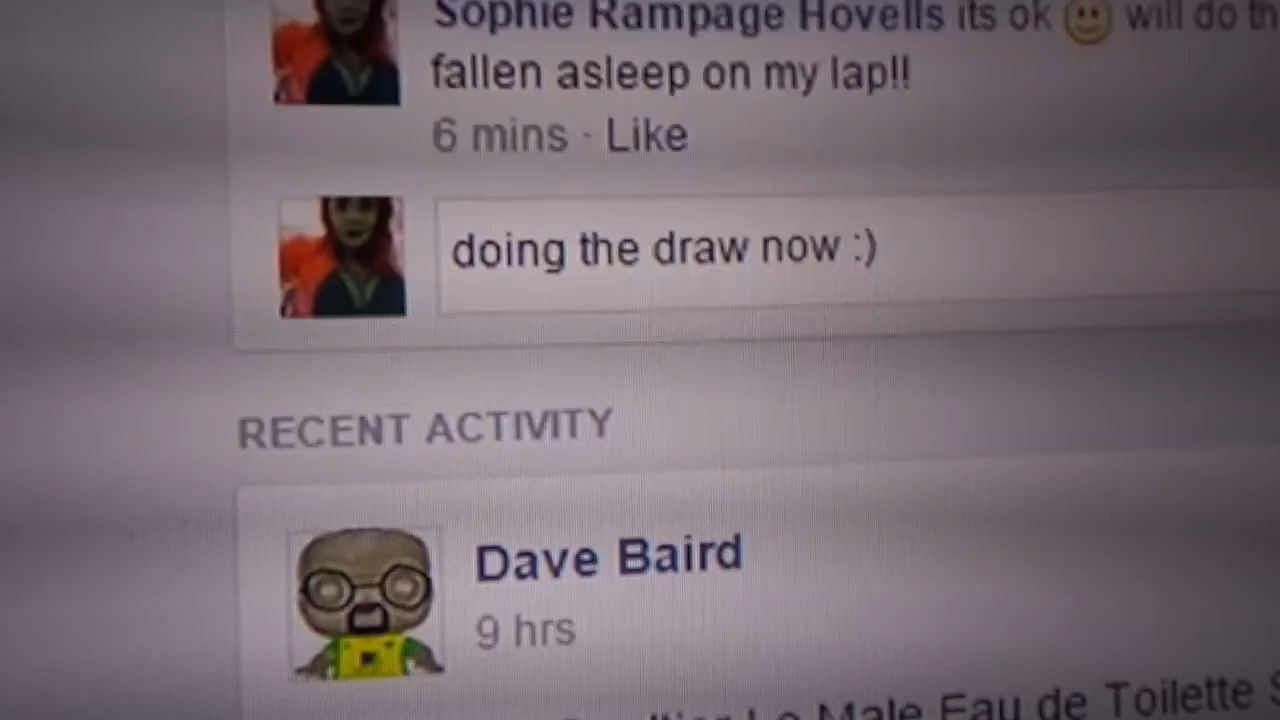 Sophie Rampage Hovells its ok will do
fallen asleep on my lap!!
6 mins · Like
doing the draw now :)
RECENT ACTIVITY
Dave Baird
9 hrs
Le Male Eau de Toilette